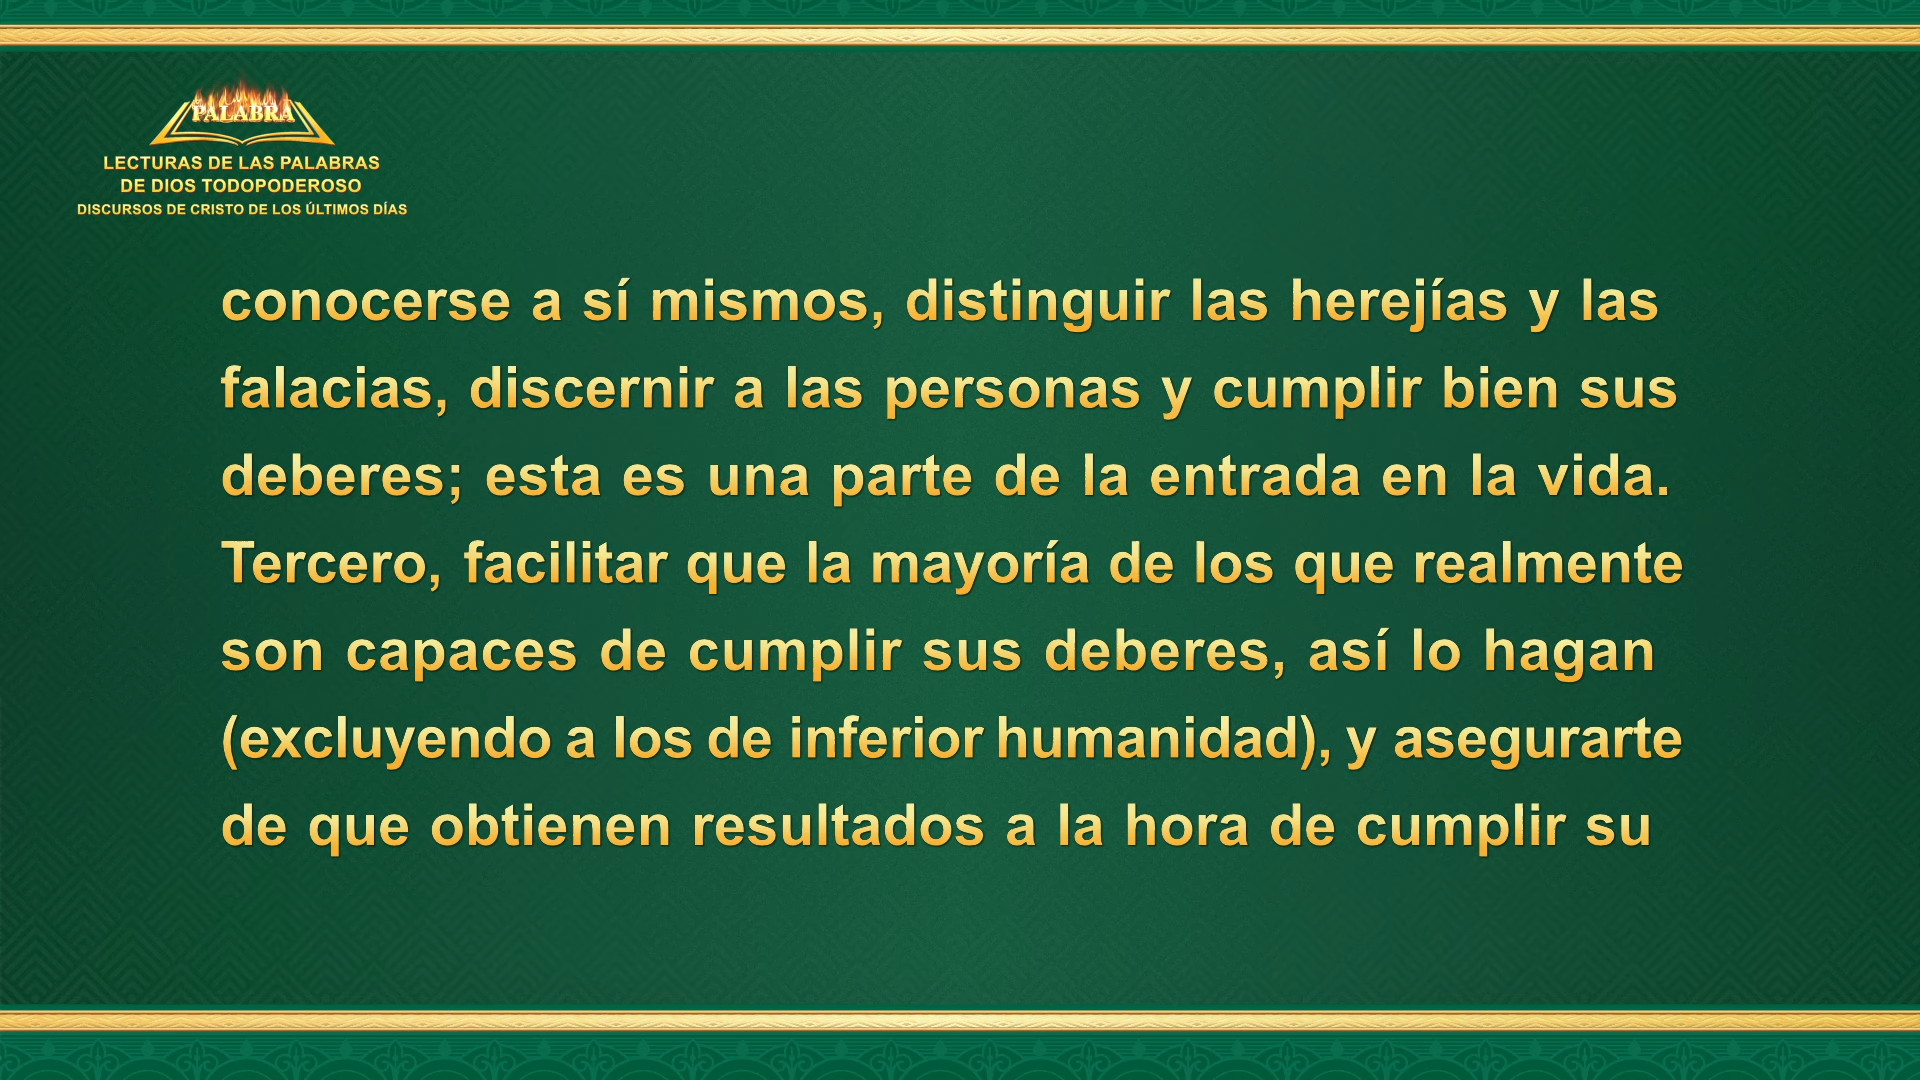 PALABRA
LECTURAS DE LAS PALABRAS
DE DIOS TODOPODEROSO
DISCURSOS DE CRISTO DE LOS ÚLTIMOS DÍAS
conocerse a sí mismos, distinguir las herejías y las
falacias, discernir a las personas y cumplir bien sus
deberes; esta es una parte de la entrada en la vida.
Tercero, facilitar que la mayoría de los que realmente
son capaces de cumplir sus deberes, así lo hagan
(excluyendo a los de inferior humanidad), y asegurarte
de que obtienen resultados a la hora de cumplir su